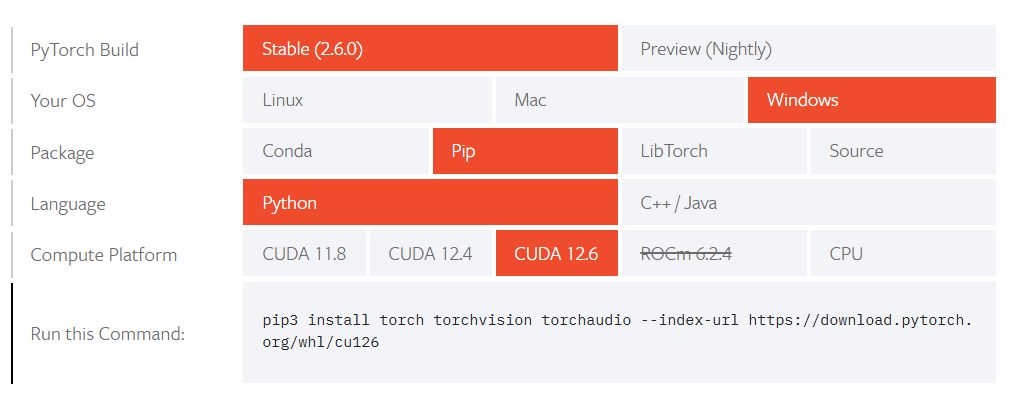 PyTorch Build
Stable (2.6.0)
Preview (Nightly)
Your OS
Linux
Mac
Windows
Package
Conda
Pip
LibTorch
Source
Language
Python
C++ / Java
Compute Platform
CUDA 11.8
CUDA 12.4
CUDA 12.6
ROCm 6.2.4
CPU
Run this Command:
pip3 install torch torchvision torchaudio --index-url https://download.pytorch.
org/whl/cu126